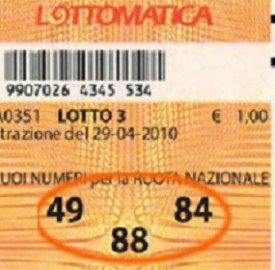 LOTTOMATICA
9907026 4345 534
A0351 LOTTO 3 € 1,00
trazione del 29-04-2010
UOI NUMERI per la RUOTA NAZIONALE
49 84
88